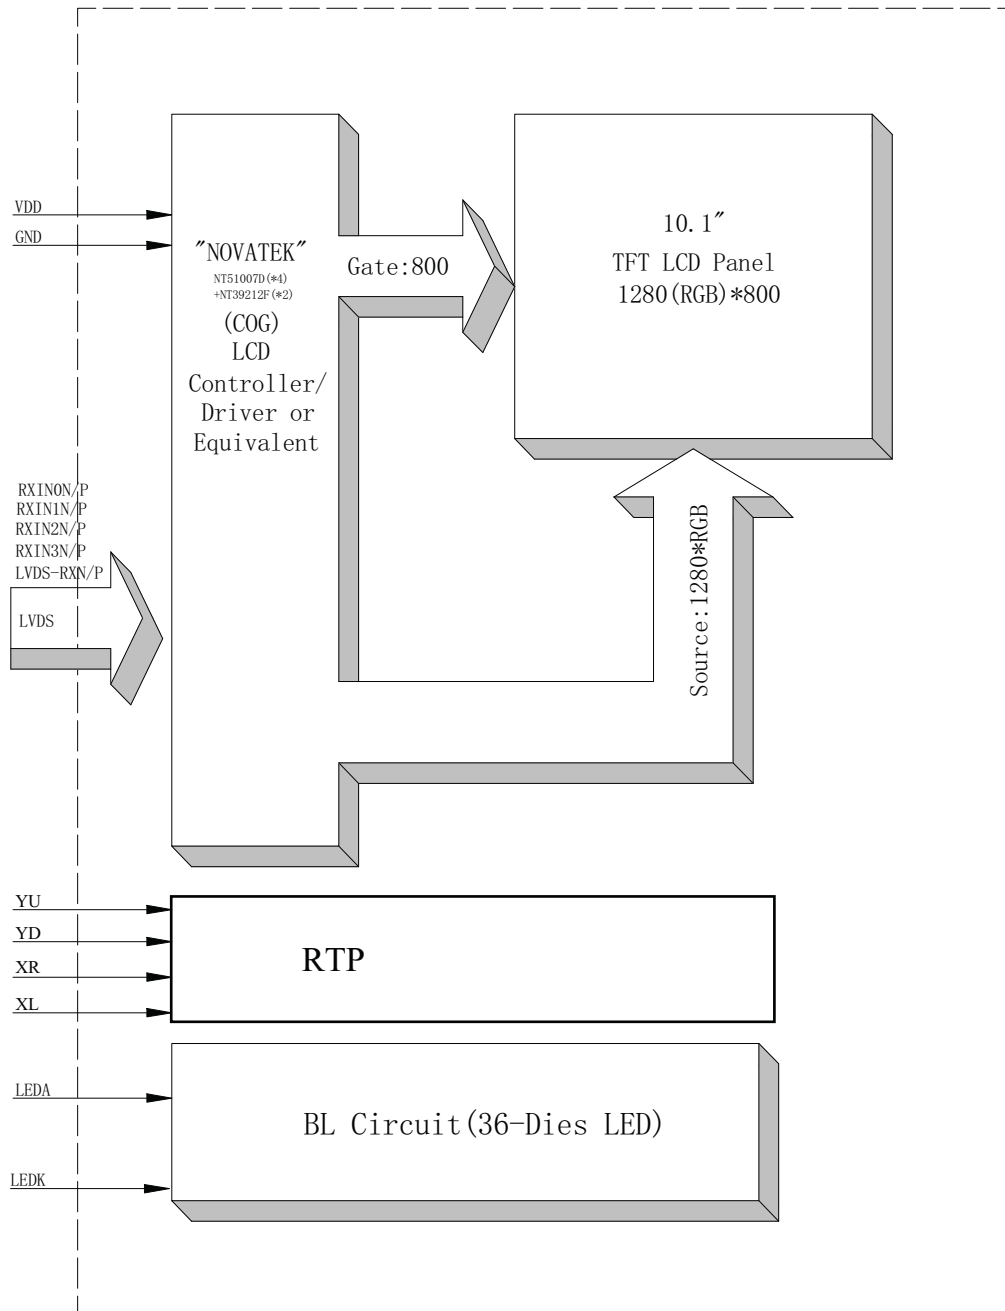 VDD
GND
"NOVATEK"
NT51007D(*4)
+NT39212F(*2)
(COG)
LCD
Controller/
Driver or
Equivalent
Gate:800
10.1"
TFT LCD Panel
1280(RGB)*800
RXIN0N/P
RXIN1N/P
RXIN2N/P
RXIN3N/P
LVDS-RXN/P
LVDS
Source:1280*RGB
YU
YD
XR
XL
RTP
LEDA
LEDK
BL Circuit(36-Dies LED)